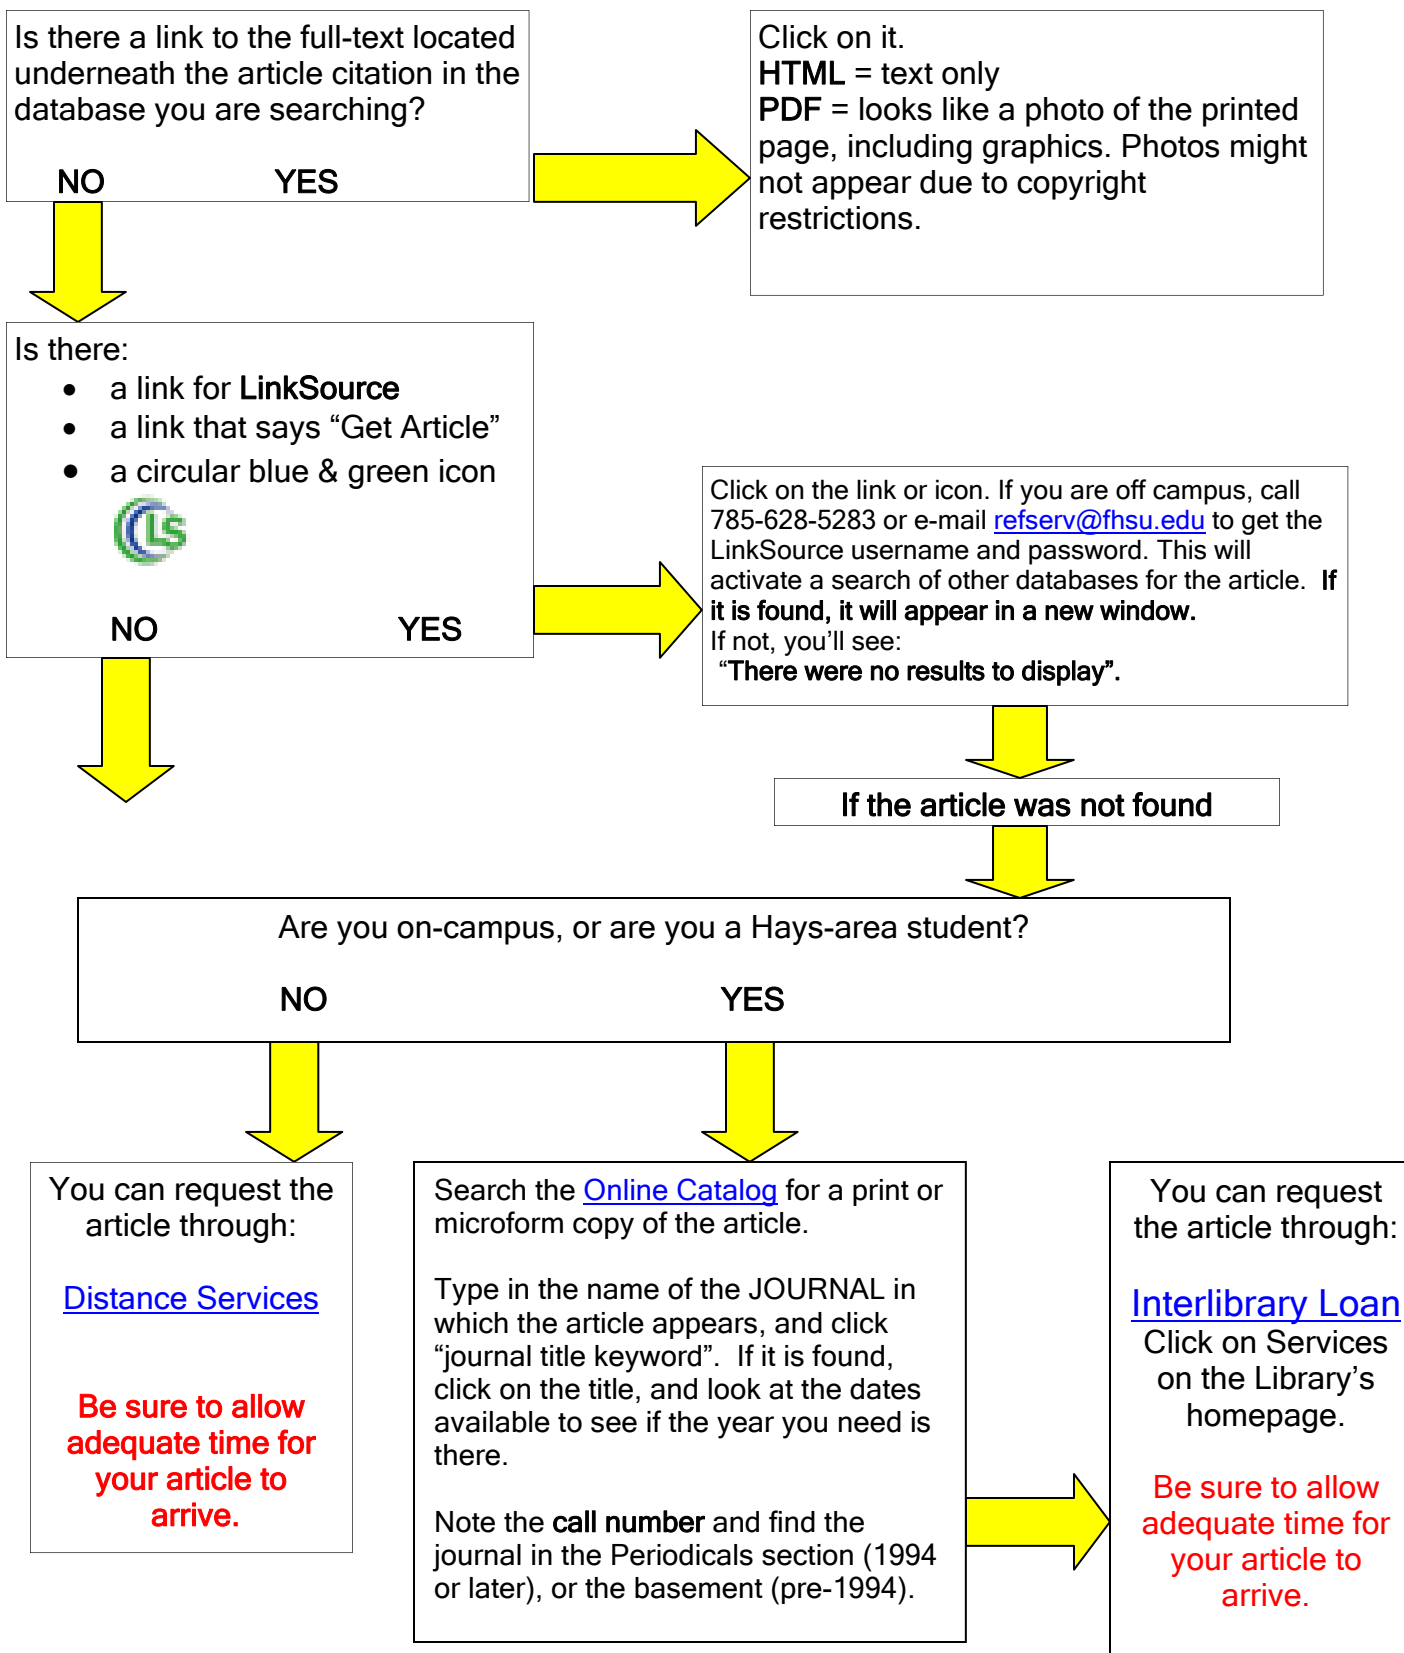 Is there a link to the full-text located
underneath the article citation in the
database you are searching?
NO YES
Click on it.
HTML = text only
PDF = looks like a photo of the printed
page, including graphics. Photos might
not appear due to copyright
restrictions.
Is there:
• a link for LinkSource
• a link that says “Get Article”
• a circular blue & green icon
LS
NO YES
Click on the link or icon. If you are off campus, call
785-628-5283 or e-mail refserv@fhsu.edu to get the
LinkSource username and password. This will
activate a search of other databases for the article. If
it is found, it will appear in a new window.
If not, you’ll see:
“There were no results to display”.
If the article was not found
Are you on-campus, or are you a Hays-area student?
NO YES
You can request the
article through:
Distance Services
Be sure to allow
adequate time for
your article to
arrive.
Search the Online Catalog for a print or
microform copy of the article.
Type in the name of the JOURNAL in
which the article appears, and click
“journal title keyword”. If it is found,
click on the title, and look at the dates
available to see if the year you need is
there.
Note the call number and find the
journal in the Periodicals section (1994
or later), or the basement (pre-1994).
You can request
the article through:
Interlibrary Loan
Click on Services
on the Library’s
homepage.
Be sure to allow
adequate time for
your article to
arrive.